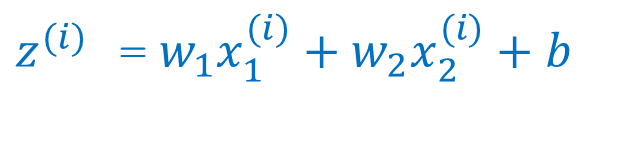 z^{(i)} = w_1x_1^{(i)} + w_2x_2^{(i)} + b